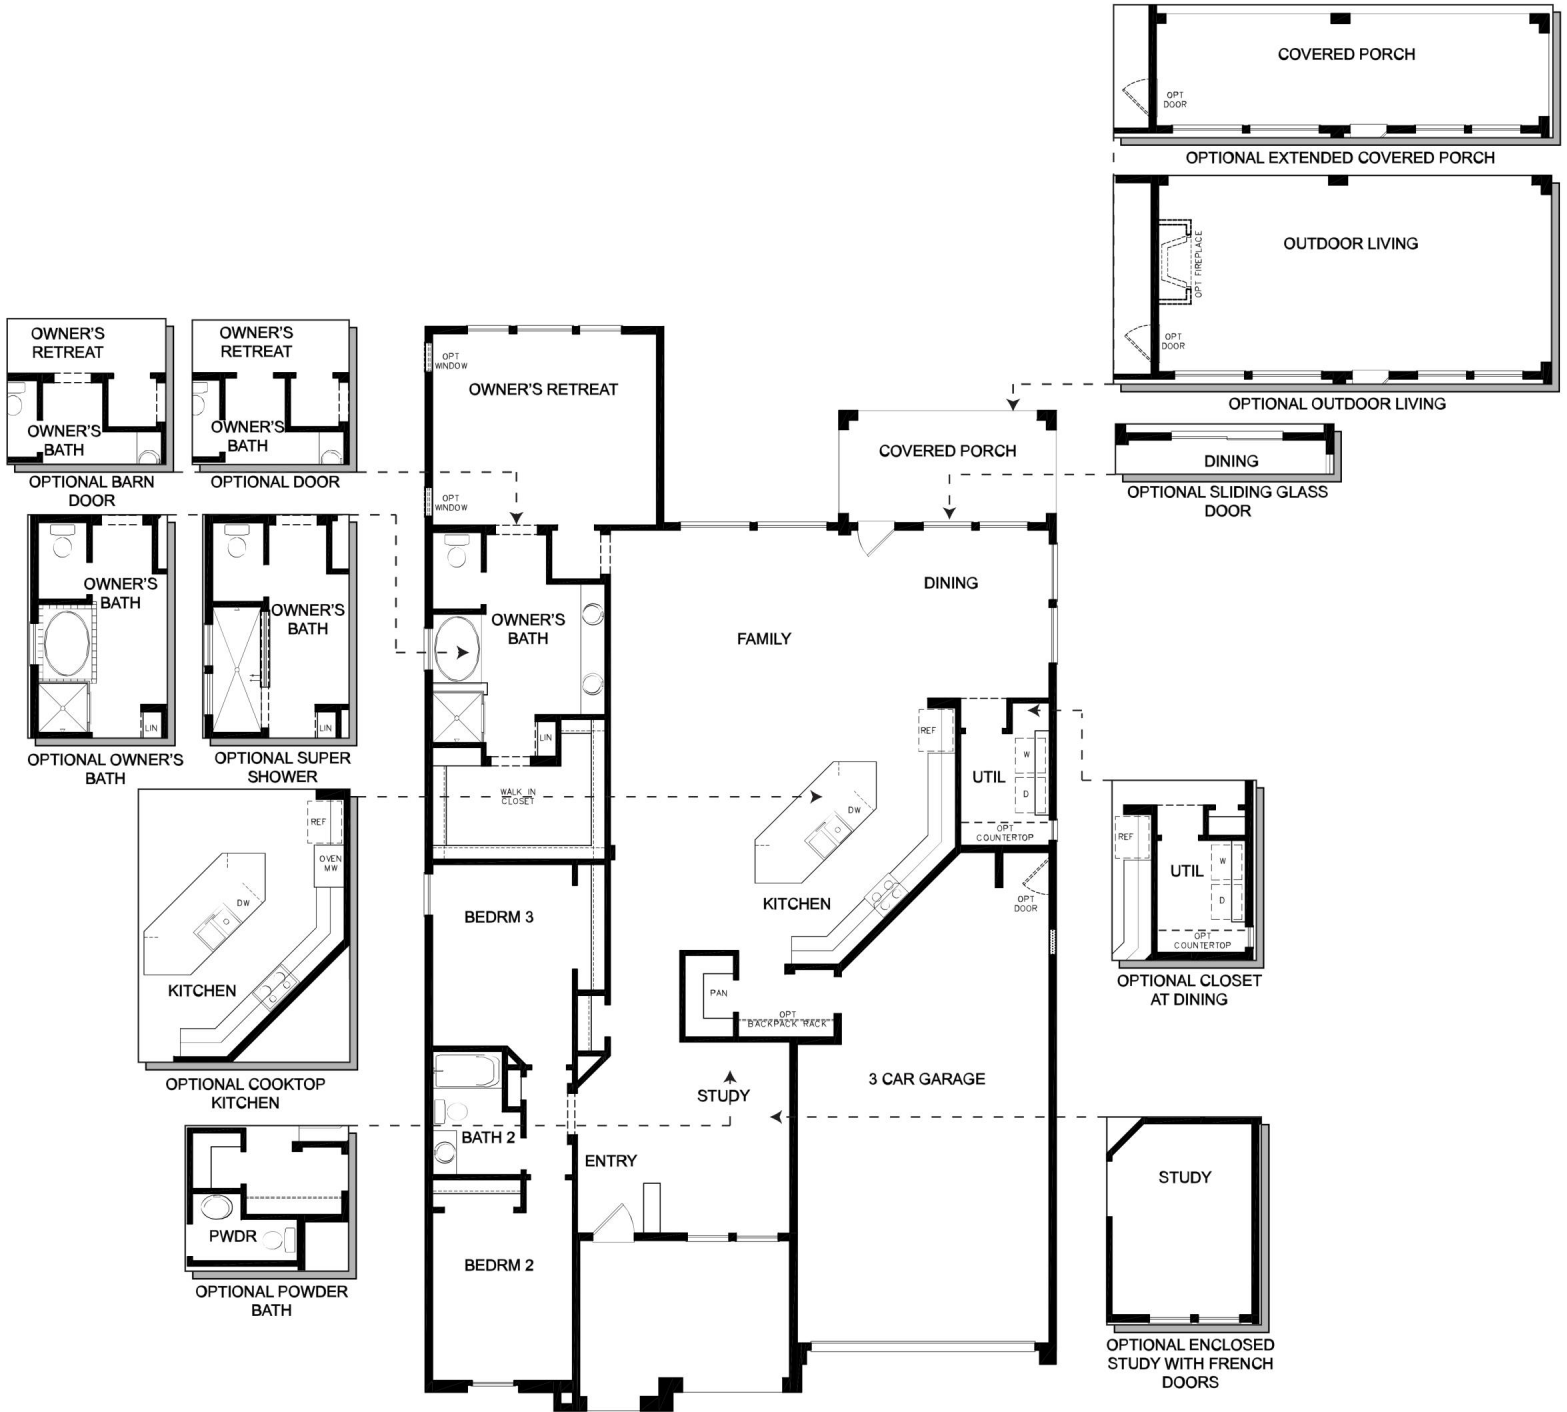 COVERED PORCH
OPT
DOOR
OPTIONAL EXTENDED COVERED PORCH
OUTDOOR LIVING
OPT FIREPLACE
OPT
DOOR
OPTIONAL OUTDOOR LIVING
DINING
OPTIONAL SLIDING GLASS
DOOR
OWNER'S
RETREAT
OWNER'S
BATH
OPTIONAL BARN
DOOR
OWNER'S
RETREAT
OWNER'S
BATH
OPTIONAL DOOR
OWNER'S
BATH
LIN
OPTIONAL OWNER'S
BATH
OWNER'S
BATH
LIN
OPTIONAL SUPER
SHOWER
REF
OVEN
MW
DW
KITCHEN
OPTIONAL COOKTOP
KITCHEN
PWDR
OPTIONAL POWDER
BATH
OPT
WINDOW
OWNER'S RETREAT
OPT
WINDOW
COVERED PORCH
OWNER'S
BATH
DINING
FAMILY
LIN
WALK IN
CLOSET
REF
UTIL
W
D
OPT
COUNTERTOP
DW
KITCHEN
OPT
DOOR
BEDRM 3
PAN
OPT
BACKPACK RACK
STUDY
3 CAR GARAGE
BATH 2
ENTRY
BEDRM 2
REF
UTIL
W
D
OPT
COUNTERTOP
OPTIONAL CLOSET
AT DINING
STUDY
OPTIONAL ENCLOSED
STUDY WITH FRENCH
DOORS